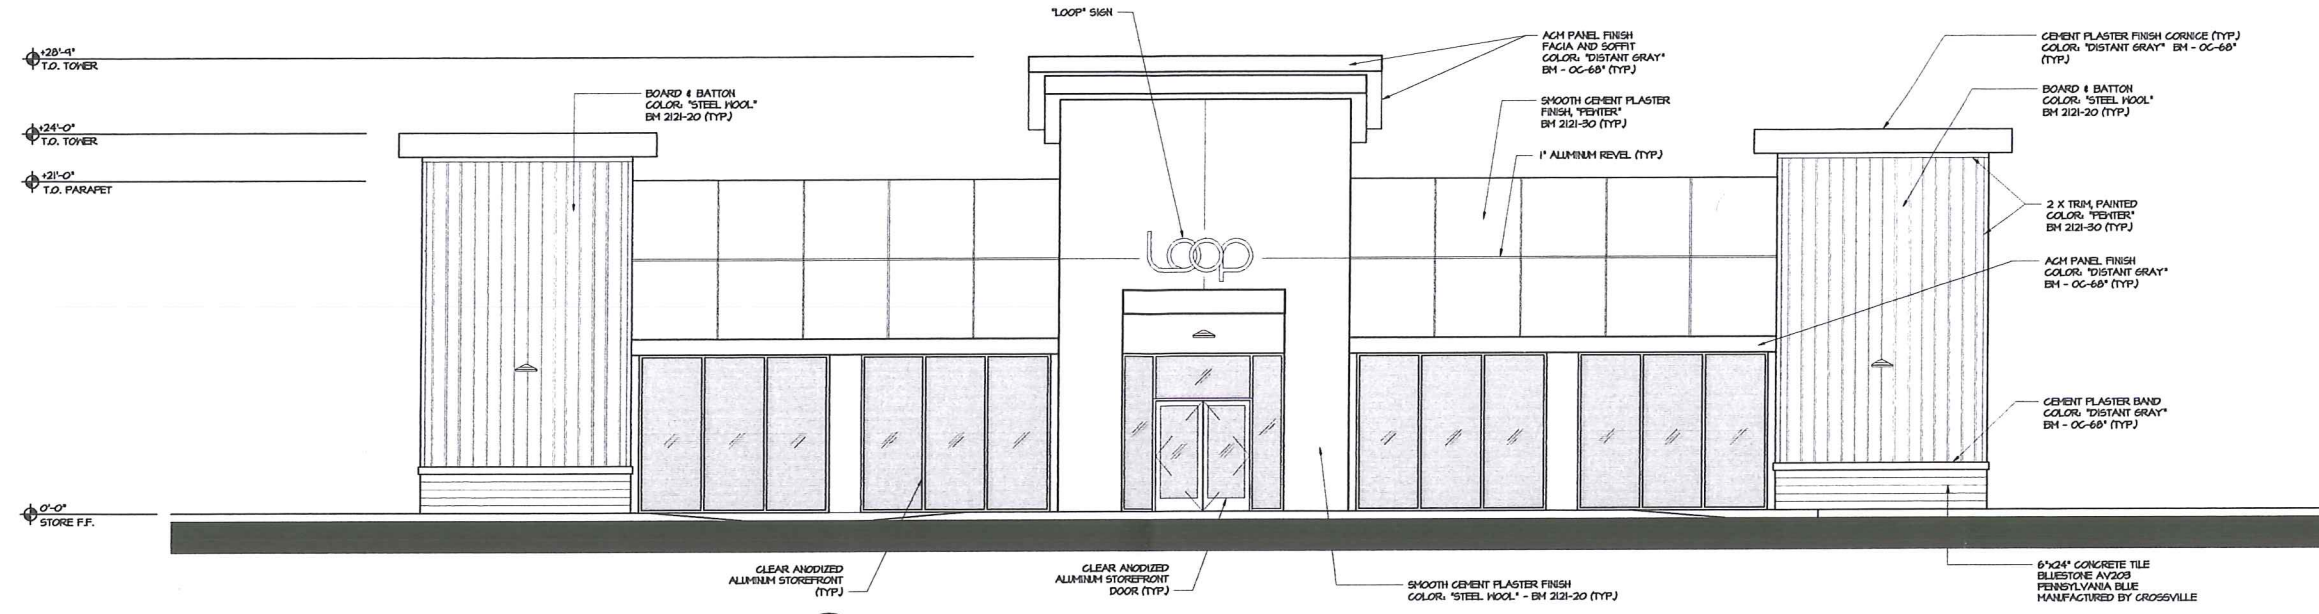 "LOOP" SIGN
+28'-9"
T.O. TOWER
+24'-0"
T.O. TOWER
+21'-0"
T.O. PARAPET
0'-0"
STORE F.F.
BOARD & BATTON
COLOR: "STEEL WOOL"
BM 2121-20 (TYP.)
ACM PANEL FINISH
FACIA AND SOFFIT
COLOR: "DISTANT GRAY"
BM - OC-68" (TYP.)
SMOOTH CEMENT PLASTER
FINISH, "PEWTER"
BM 2121-30 (TYP.)
1" ALUMINUM REVEL (TYP.)
CEMENT PLASTER FINISH CORNICE (TYP.)
COLOR: "DISTANT GRAY" BM - OC-68"
(TYP.)
BOARD & BATTON
COLOR: "STEEL WOOL"
BM 2121-20 (TYP.)
2 X TRIM, PAINTED
COLOR: "PEWTER"
BM 2121-30 (TYP.)
ACM PANEL FINISH
COLOR: "DISTANT GRAY"
BM - OC-68" (TYP.)
CEMENT PLASTER BAND
COLOR: "DISTANT GRAY"
BM - OC-68" (TYP.)
Loop
CLEAR ANODIZED
ALUMINUM STOREFRONT
(TYP.)
CLEAR ANODIZED
ALUMINUM STOREFRONT
DOOR (TYP.)
SMOOTH CEMENT PLASTER FINISH
COLOR: "STEEL WOOL" - BM 2121-20 (TYP.)
6"x24" CONCRETE TILE
BLUESTONE AV203
PENNSYLVANIA BLUE
MANUFACTURED BY CROSSVILLE